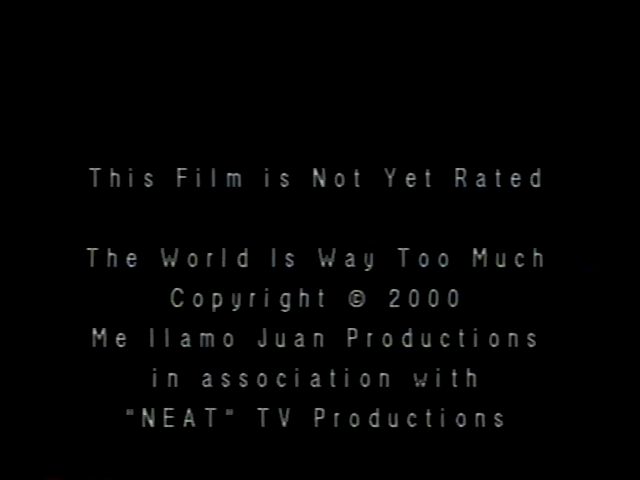 This Film is Not Yet Rated
The World Is Way Too Much
Copyright © 2000
Me llamo Juan Productions
in association with
"NEAT" TV Productions